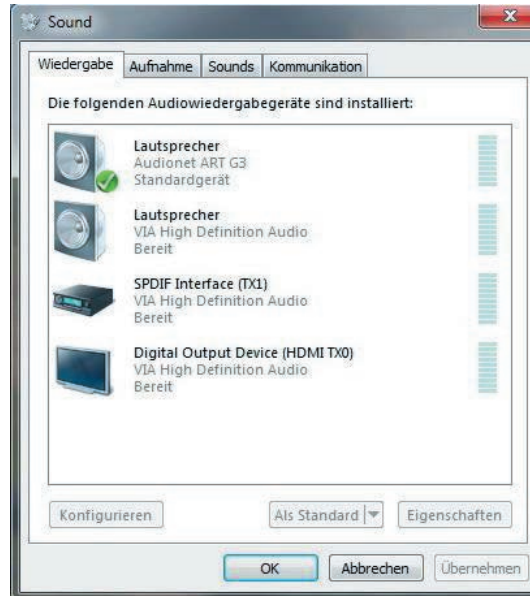 Sound
Wiedergabe Aufnahme Sounds Kommunikation
Die folgenden Audiowiedergabegeräte sind installiert:
Lautsprecher
Audionet ART G3
Standardgerät
Lautsprecher
VIA High Definition Audio
Bereit
SPDIF Interface (TX1)
VIA High Definition Audio
Bereit
Digital Output Device (HDMI TX0)
VIA High Definition Audio
Bereit
Konfigurieren Als Standard Eigenschaften
OK Abbrechen Übernehmen